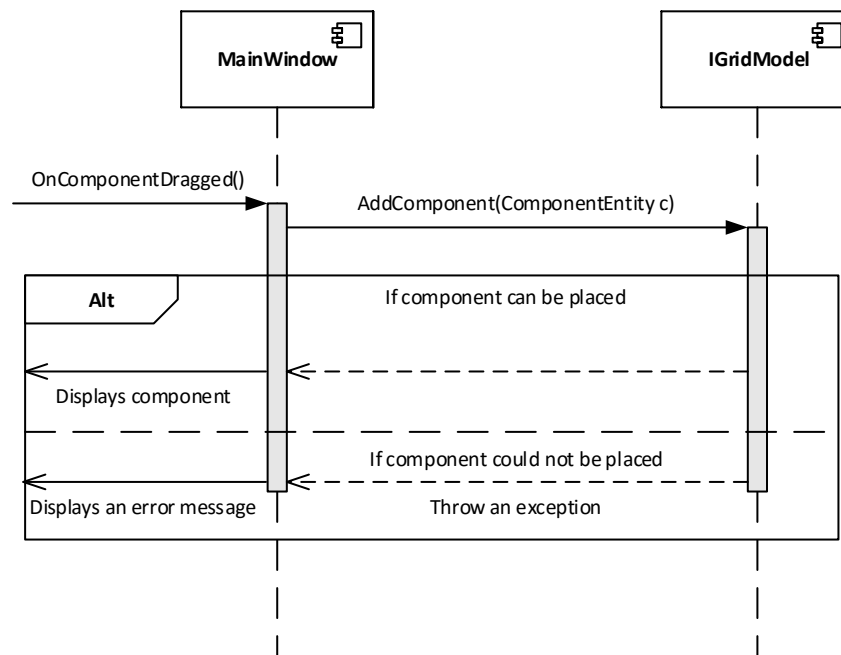 MainWindow
IGridModel
OnComponentDragged()
AddComponent(ComponentEntity c)
Alt
If component can be placed
Displays component
If component could not be placed
Displays an error message
Throw an exception